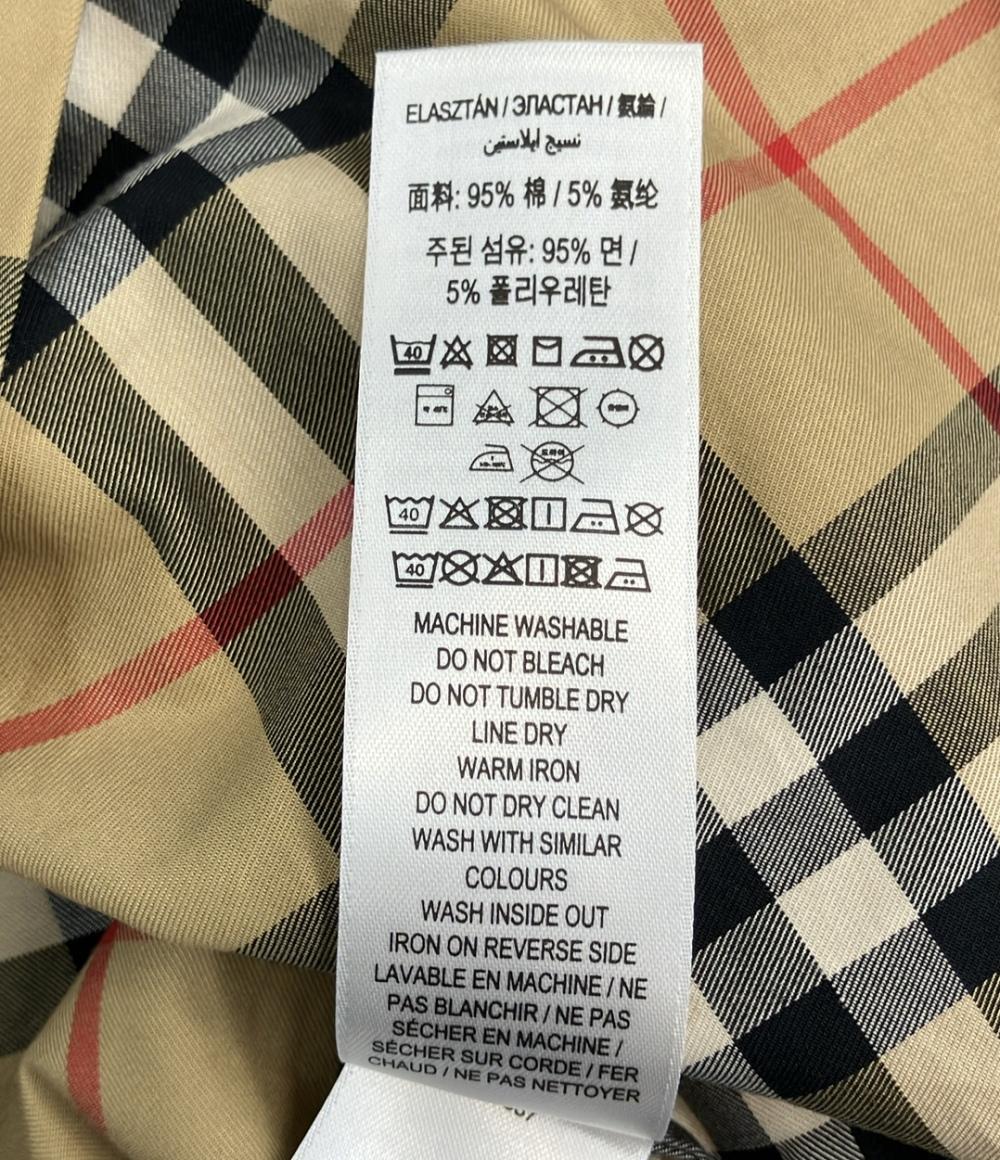 ELASZTÁN / ЭЛАСТАН / 氨綸 /
نسيج ايلاستين
面料: 95% 棉 / 5% 氨纶
주된 섬유: 95% 면 /
5% 폴리우레탄
40
40
40
MACHINE WASHABLE
DO NOT BLEACH
DO NOT TUMBLE DRY
LINE DRY
WARM IRON
DO NOT DRY CLEAN
WASH WITH SIMILAR
COLOURS
WASH INSIDE OUT
IRON ON REVERSE SIDE
LAVABLE EN MACHINE / NE
PAS BLANCHIR / NE PAS
SÉCHER EN MACHINE /
SÉCHER SUR CORDE / FER
CHAUD / NE PAS NETTOYER